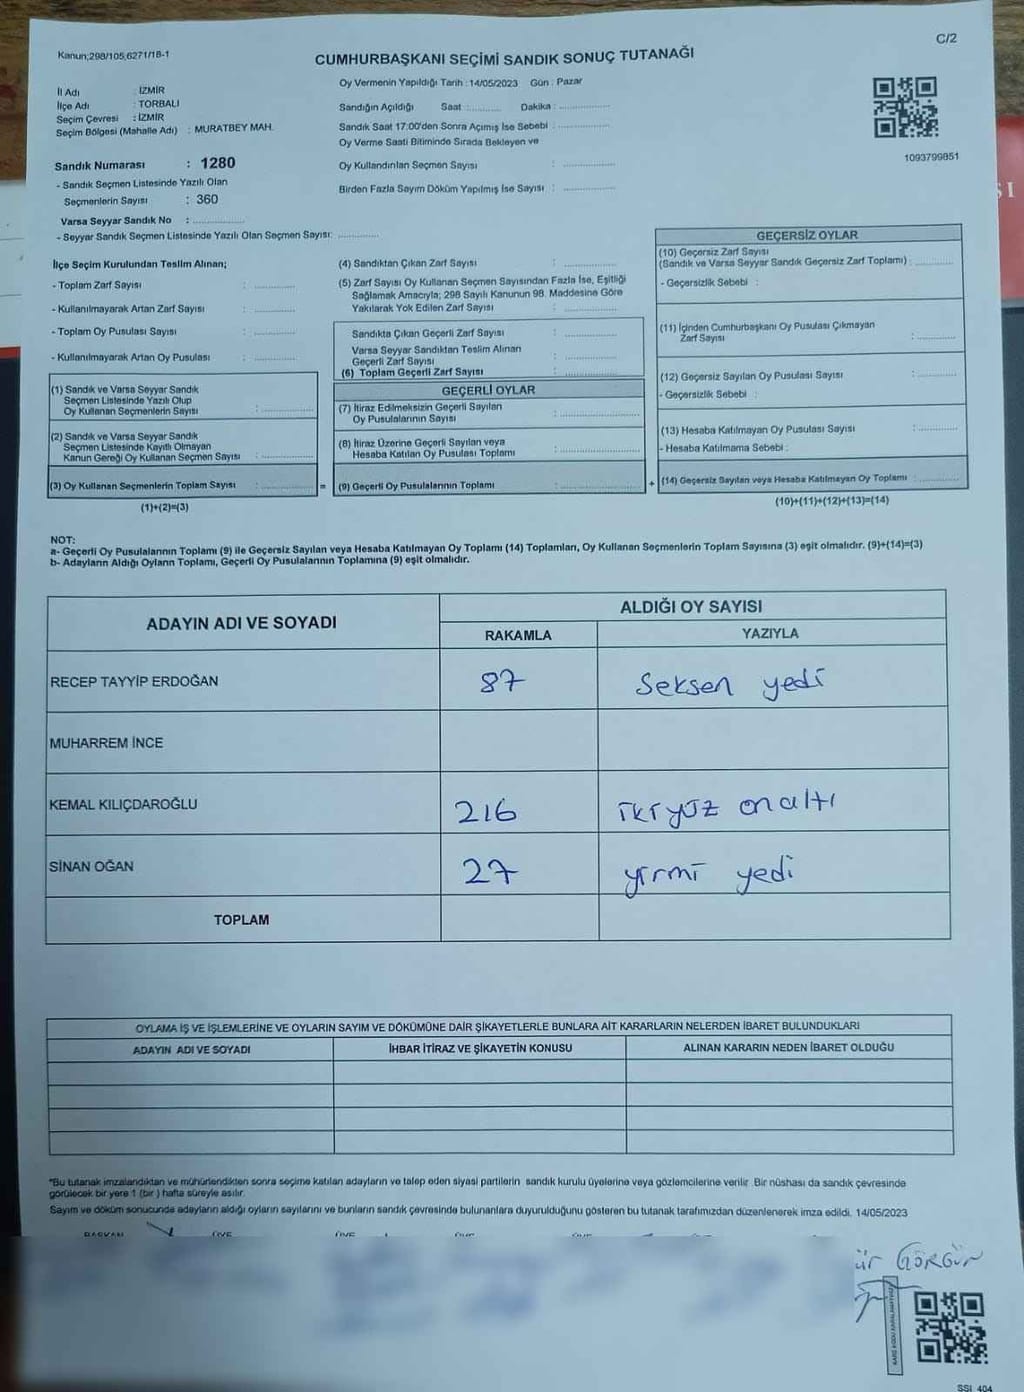 Kanun;298/105,6271/18-1
C/2
CUMHURBAŞKANI SEÇİMİ SANDIK SONUÇ TUTANAĞI
İl Adı : İZMİR
İlçe Adı : TORBALI
Seçim Çevresi : İZMİR
Seçim Bölgesi (Mahalle Adı) : MURATBEY MAH.
Sandık Numarası : 1280
- Sandık Seçmen Listesinde Yazılı Olan
Seçmenlerin Sayısı : 360
Varsa Seyyar Sandık No : ..............
- Seyyar Sandık Seçmen Listesinde Yazılı Olan Seçmen Sayısı: ..............
Oy Vermenin Yapıldığı Tarih : 14/05/2023 Gün : Pazar
Sandığın Açıldığı Saat :.......... Dakika : ..............
Sandık Saat 17:00'den Sonra Açımış İse Sebebi : ..............
Oy Verme Saati Bitiminde Sırada Bekleyen ve
Oy Kullandırılan Seçmen Sayısı : ..............
Birden Fazla Sayım Döküm Yapılmış İse Sayısı : ..............
1093799851
İlçe Seçim Kurulundan Teslim Alınan;
- Toplam Zarf Sayısı : ..............
- Kullanılmayarak Artan Zarf Sayısı : ..............
- Toplam Oy Pusulası Sayısı : ..............
- Kullanılmayarak Artan Oy Pusulası : ..............
(1) Sandık ve Varsa Seyyar Sandık
Seçmen Listesinde Yazılı Olup
Oy Kullanan Seçmenlerin Sayısı : ..............
(2) Sandık ve Varsa Seyyar Sandık
Seçmen Listesinde Kayıtlı Olmayan
Kanun Gereği Oy Kullanan Seçmen Sayısı : ..............
(3) Oy Kullanan Seçmenlerin Toplam Sayısı : ..............
(1)+(2)=(3)
(4) Sandıktan Çıkan Zarf Sayısı : ..............
(5) Zarf Sayısı Oy Kullanan Seçmen Sayısından Fazla İse, Eşitliği
Sağlamak Amacıyla; 298 Sayılı Kanunun 98. Maddesine Göre
Yakılarak Yok Edilen Zarf Sayısı : ..............
Sandıkta Çıkan Geçerli Zarf Sayısı : ..............
Varsa Seyyar Sandıktan Teslim Alınan
Geçerli Zarf Sayısı : ..............
(6) Toplam Geçerli Zarf Sayısı : ..............
GEÇERLİ OYLAR
(7) İtiraz Edilmeksizin Geçerli Sayılan
Oy Pusulalarının Sayısı : ..............
(8) İtiraz Üzerine Geçerli Sayılan veya
Hesaba Katılan Oy Pusulası Toplamı : ..............
= (9) Geçerli Oy Pusulalarının Toplamı : ..............
GEÇERSİZ OYLAR
(10) Geçersiz Zarf Sayısı
(Sandık ve Varsa Seyyar Sandık Geçersiz Zarf Toplamı) : ..............
- Geçersizlik Sebebi :
(11) İçinden Cumhurbaşkanı Oy Pusulası Çıkmayan
Zarf Sayısı : ..............
(12) Geçersiz Sayılan Oy Pusulası Sayısı : ..............
- Geçersizlik Sebebi :
(13) Hesaba Katılmayan Oy Pusulası Sayısı : ..............
- Hesaba Katılmama Sebebi :
+ (14) Geçersiz Sayılan veya Hesaba Katılmayan Oy Toplamı : ..............
(10)+(11)+(12)+(13)=(14)
NOT:
a- Geçerli Oy Pusulalarının Toplamı (9) ile Geçersiz Sayılan veya Hesaba Katılmayan Oy Toplamı (14) Toplamları, Oy Kullanan Seçmenlerin Toplam Sayısına (3) eşit olmalıdır. (9)+(14)=(3)
b- Adayların Aldığı Oyların Toplamı, Geçerli Oy Pusulalarının Toplamına (9) eşit olmalıdır.
ADAYIN ADI VE SOYADI
ALDIĞI OY SAYISI
RAKAMLA YAZIYLA
RECEP TAYYİP ERDOĞAN 87 Seksen yedi
MUHARREM İNCE
KEMAL KILIÇDAROĞLU 216 ikiyüz onaltı
SİNAN OĞAN 27 yirmi yedi
TOPLAM
OYLAMA İŞ VE İŞLEMLERİNE VE OYLARIN SAYIM VE DÖKÜMÜNE DAİR ŞİKAYETLERLE BUNLARA AİT KARARLARIN NELERDEN İBARET BULUNDUKLARI
ADAYIN ADI VE SOYADI İHBAR İTİRAZ VE ŞİKAYETİN KONUSU ALINAN KARARIN NEDEN İBARET OLDUĞU
*Bu tutanak imzalandıktan ve mühürlendikten sonra seçime katılan adayların ve talep eden siyasi partilerin sandık kurulu üyelerine veya gözlemcilerine verilir. Bir nüshası da sandık çevresinde
görülecek bir yere 1 (bir ) hafta süreyle asılır.
Sayım ve döküm sonucunda adayların aldığı oyların sayılarını ve bunların sandık çevresinde bulunanlara duyurulduğunu gösteren bu tutanak tarafımızdan düzenlenerek imza edildi. 14/05/2023
BAŞKAN ÜYE ÜYE ÜYE ÜYE
ür GÖRGÜN
SSI_404